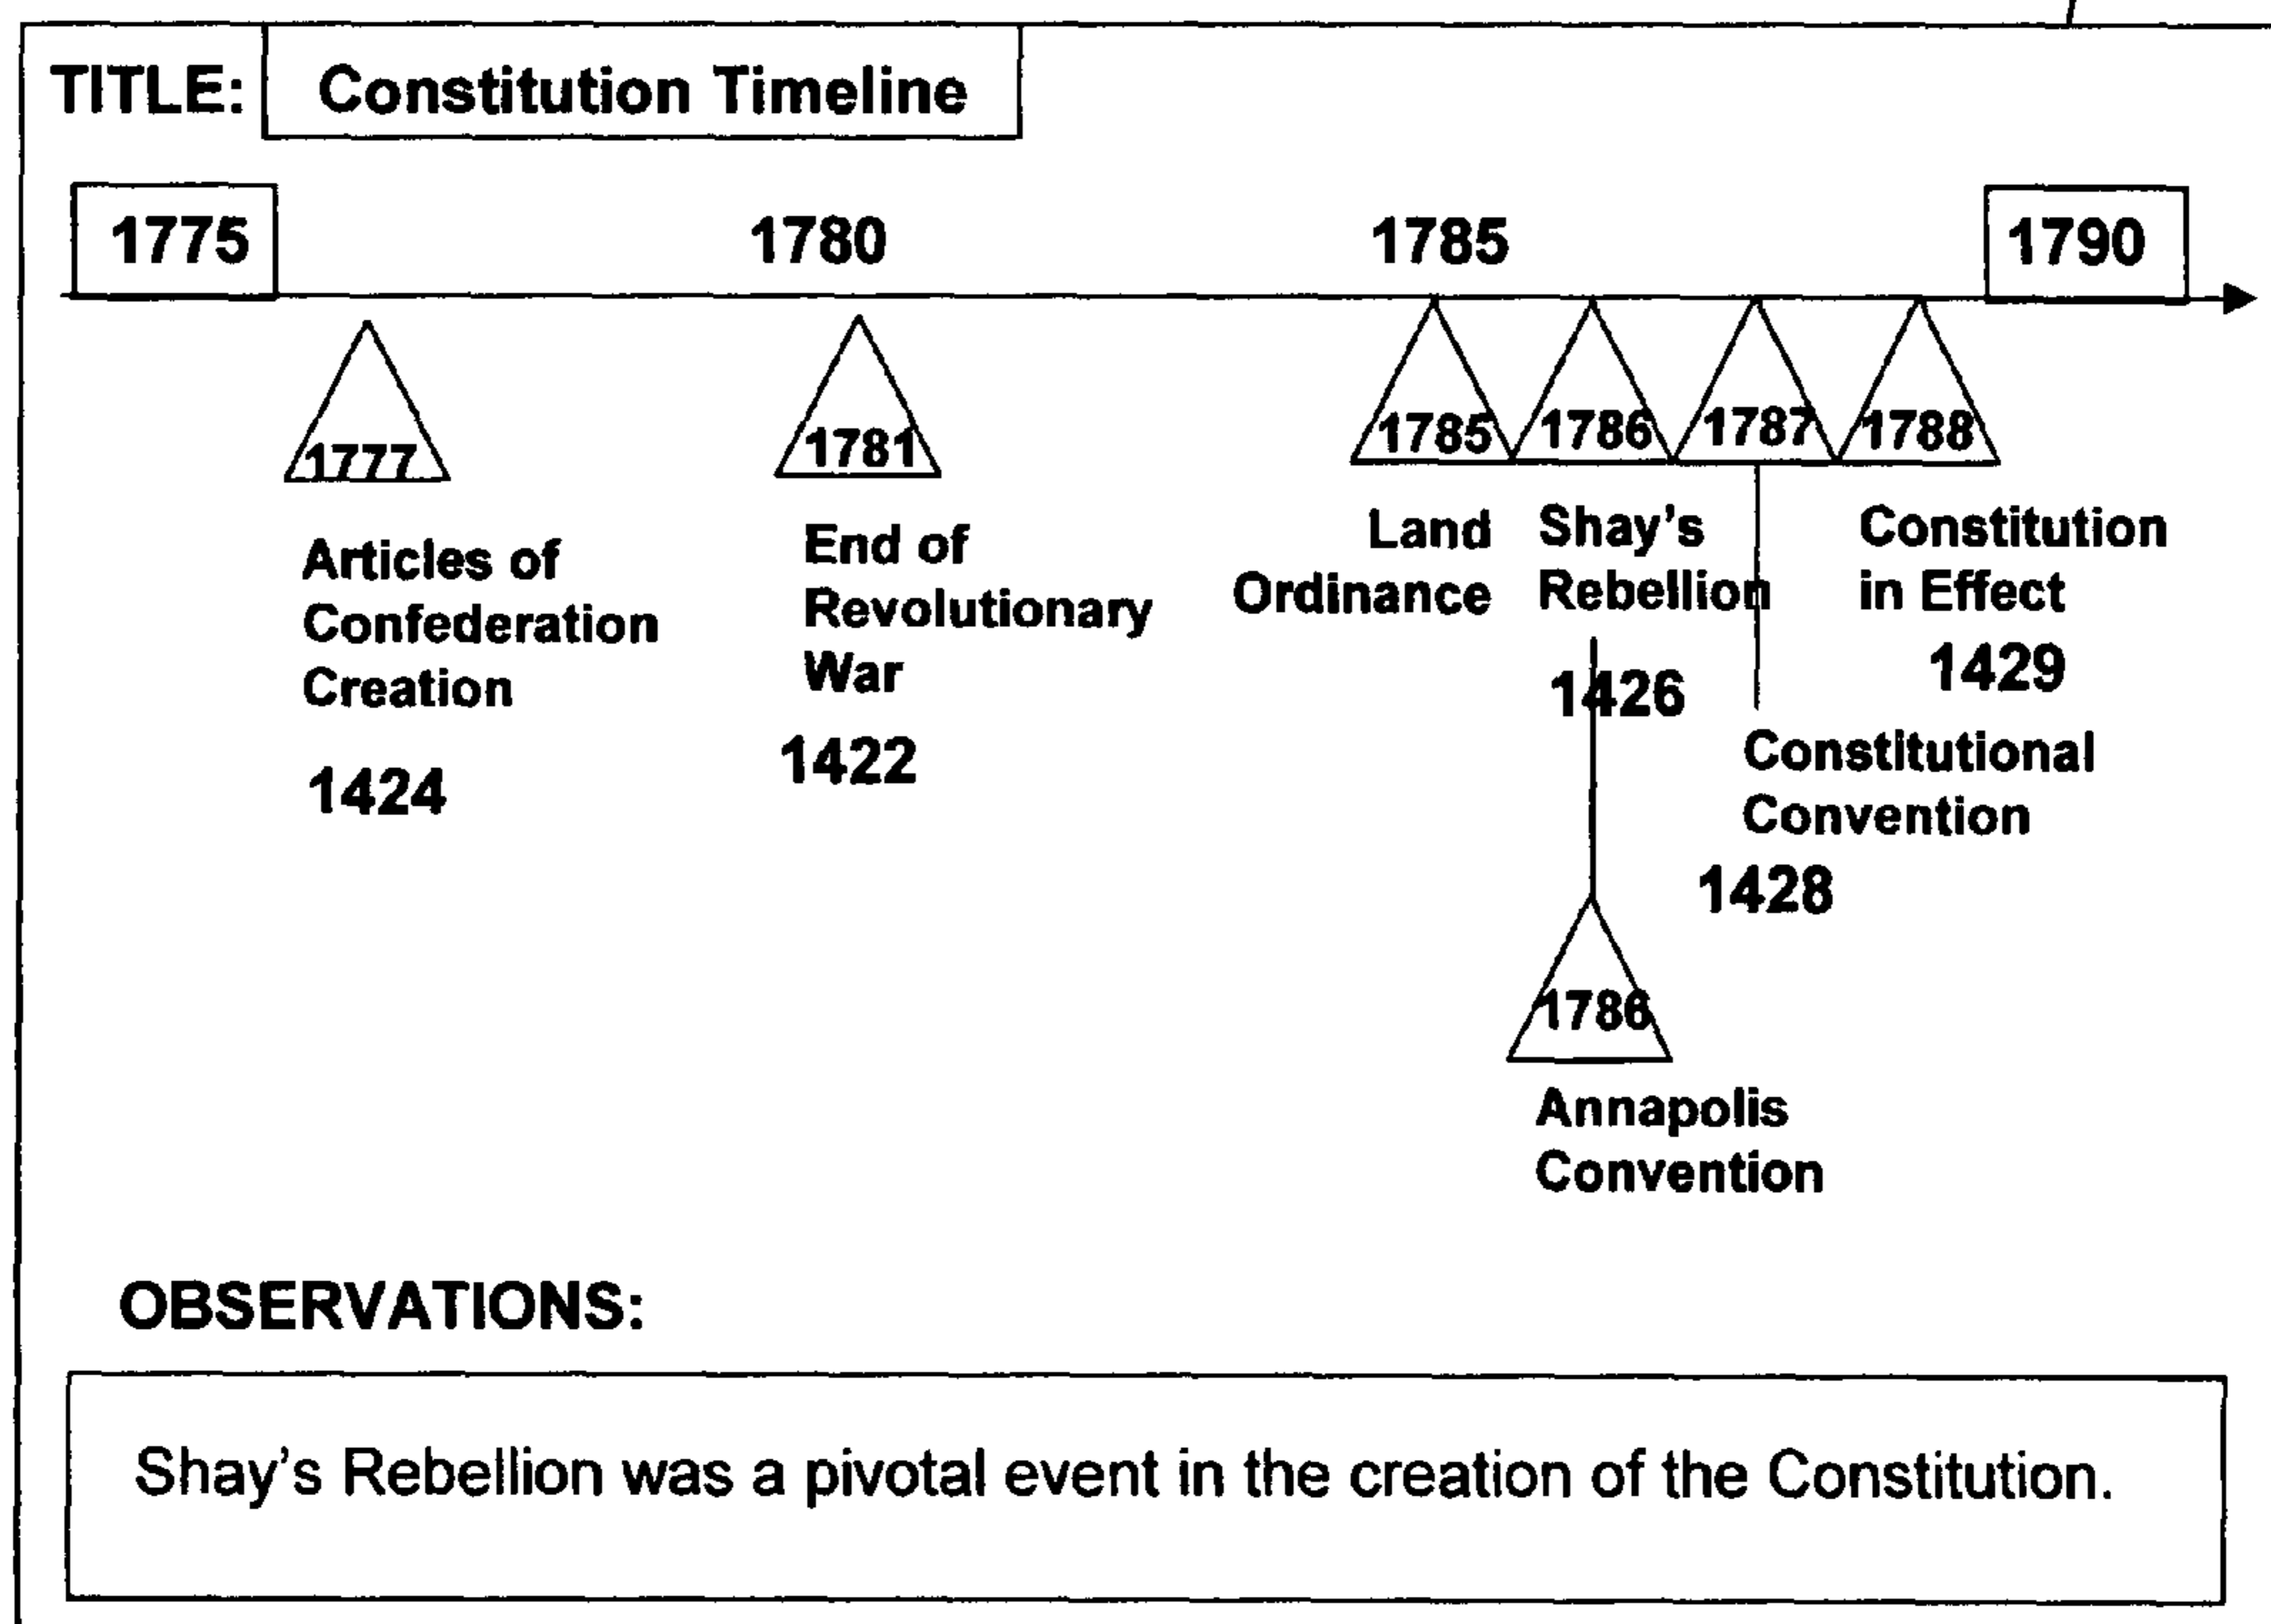 TITLE: Constitution Timeline
1775 1780 1785 1790
1777 1781 1785 1786 1787 1788
Articles of
Confederation
Creation
1424
End of
Revolutionary
War
1422
Land
Ordinance
Shay's
Rebellion
1426
Constitution
in Effect
1429
Constitutional
Convention
1428
1786
Annapolis
Convention
OBSERVATIONS:
Shay's Rebellion was a pivotal event in the creation of the Constitution.